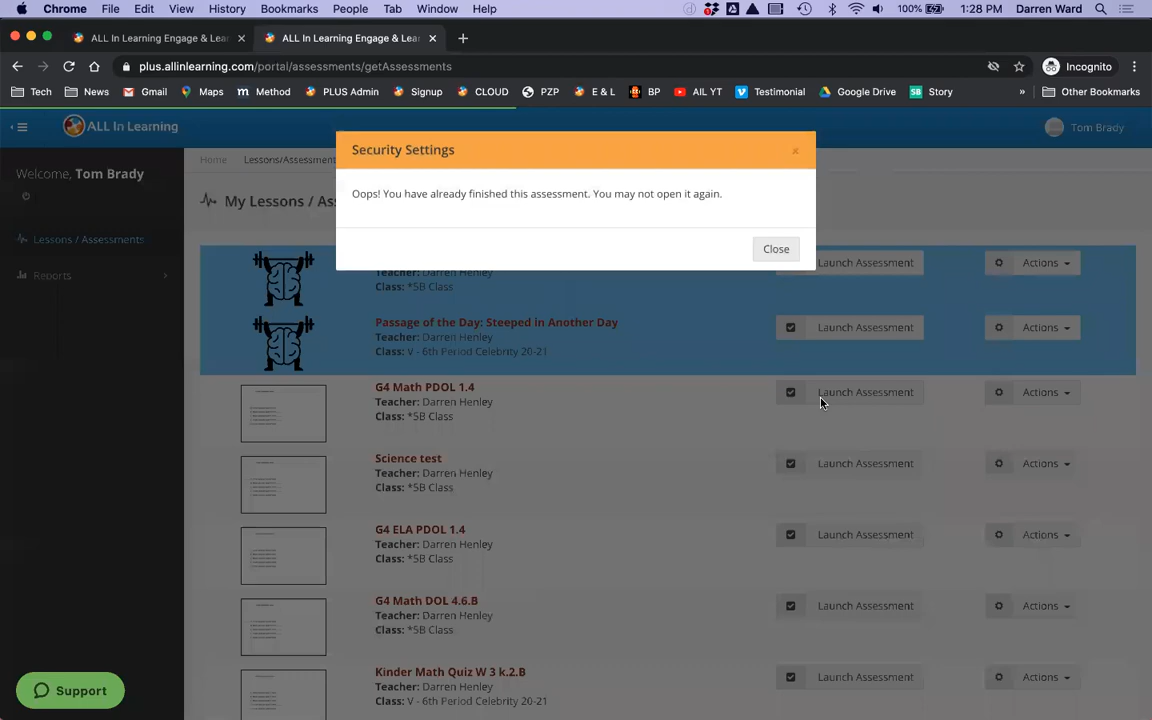 Chrome File Edit View History Bookmarks People Tab Window Help 100% 1:28 PM Darren Ward
ALL In Learning Engage & Lea × ALL In Learning Engage & Lea × +
plus.allinlearning.com/portal/assessments/getAssessments Incognito
Tech News Gmail Maps Method PLUS Admin Signup CLOUD PZP E & L BP AIL YT Testimonial Google Drive SB Story » Other Bookmarks
ALL In Learning Tom Brady
Security Settings ×
Welcome, Tom Brady
Home Lessons/Assessment
Oops! You have already finished this assessment. You may not open it again.
My Lessons / Ass
Close
Lessons / Assessments
Reports
Launch Assessment Actions
Teacher: Darren Henley
Class: *5B Class
Passage of the Day: Steeped in Another Day
Launch Assessment Actions
Teacher: Darren Henley
Class: V - 6th Period Celebrity 20-21
G4 Math PDOL 1.4
Launch Assessment Actions
Teacher: Darren Henley
Class: *5B Class
Science test
Launch Assessment Actions
Teacher: Darren Henley
Class: *5B Class
G4 ELA PDOL 1.4
Launch Assessment Actions
Teacher: Darren Henley
Class: *5B Class
G4 Math DOL 4.6.B
Launch Assessment Actions
Teacher: Darren Henley
Class: *5B Class
Kinder Math Quiz W 3 k.2.B
Launch Assessment Actions
Teacher: Darren Henley
Class: V - 6th Period Celebrity 20-21
Support